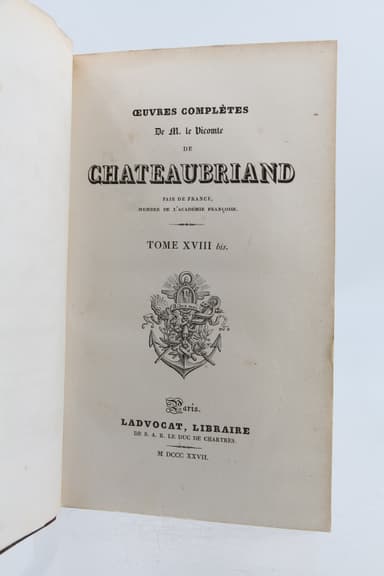 ŒUVRES COMPLÈTES
De M. le Vicomte
DE
CHATEAUBRIAND
PAIR DE FRANCE,
MEMBRE DE L'ACADÉMIE FRANÇOISE.
TOME XVIII bis.
Paris.
LADVOCAT, LIBRAIRE
DE S. A. R. LE DUC DE CHARTRES.
M DCCC XXVII.